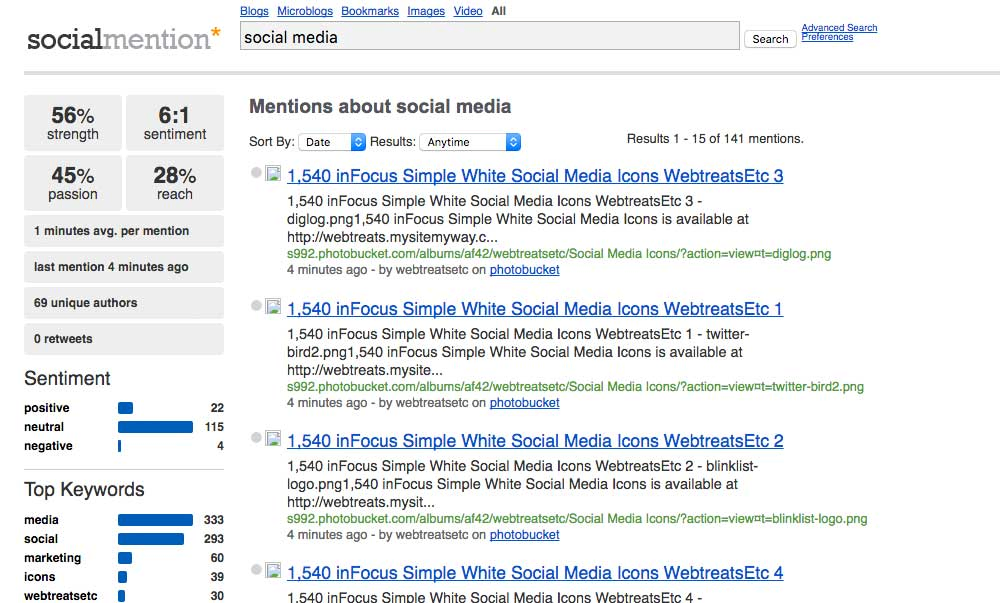 Blogs Microblogs Bookmarks Images Video All
socialmention*
social media
Search
Advanced Search
Preferences
56%
strength
6:1
sentiment
45%
passion
28%
reach
1 minutes avg. per mention
last mention 4 minutes ago
69 unique authors
0 retweets
Sentiment
positive 22
neutral 115
negative 4
Top Keywords
media 333
social 293
marketing 60
icons 39
webtreatsetc 30
Mentions about social media
Sort By: Date Results: Anytime
Results 1 - 15 of 141 mentions.
1,540 inFocus Simple White Social Media Icons WebtreatsEtc 3
1,540 inFocus Simple White Social Media Icons WebtreatsEtc 3 -
diglog.png1,540 inFocus Simple White Social Media Icons is available at
http://webtreats.mysitemyway.c...
s992.photobucket.com/albums/af42/webtreatsetc/Social Media Icons/?action=view¤t=diglog.png
4 minutes ago - by webtreatsetc on photobucket
1,540 inFocus Simple White Social Media Icons WebtreatsEtc 1
1,540 inFocus Simple White Social Media Icons WebtreatsEtc 1 - twitter-
bird2.png1,540 inFocus Simple White Social Media Icons is available at
http://webtreats.mysite...
s992.photobucket.com/albums/af42/webtreatsetc/Social Media Icons/?action=view¤t=twitter-bird2.png
4 minutes ago - by webtreatsetc on photobucket
1,540 inFocus Simple White Social Media Icons WebtreatsEtc 2
1,540 inFocus Simple White Social Media Icons WebtreatsEtc 2 - blinklist-
logo.png1,540 inFocus Simple White Social Media Icons is available at
http://webtreats.mysit...
s992.photobucket.com/albums/af42/webtreatsetc/Social Media Icons/?action=view¤t=blinklist-logo.png
4 minutes ago - by webtreatsetc on photobucket
1,540 inFocus Simple White Social Media Icons WebtreatsEtc 4
1,540 inFocus Simple White Social Media Icons WebtreatsEtc 4 -